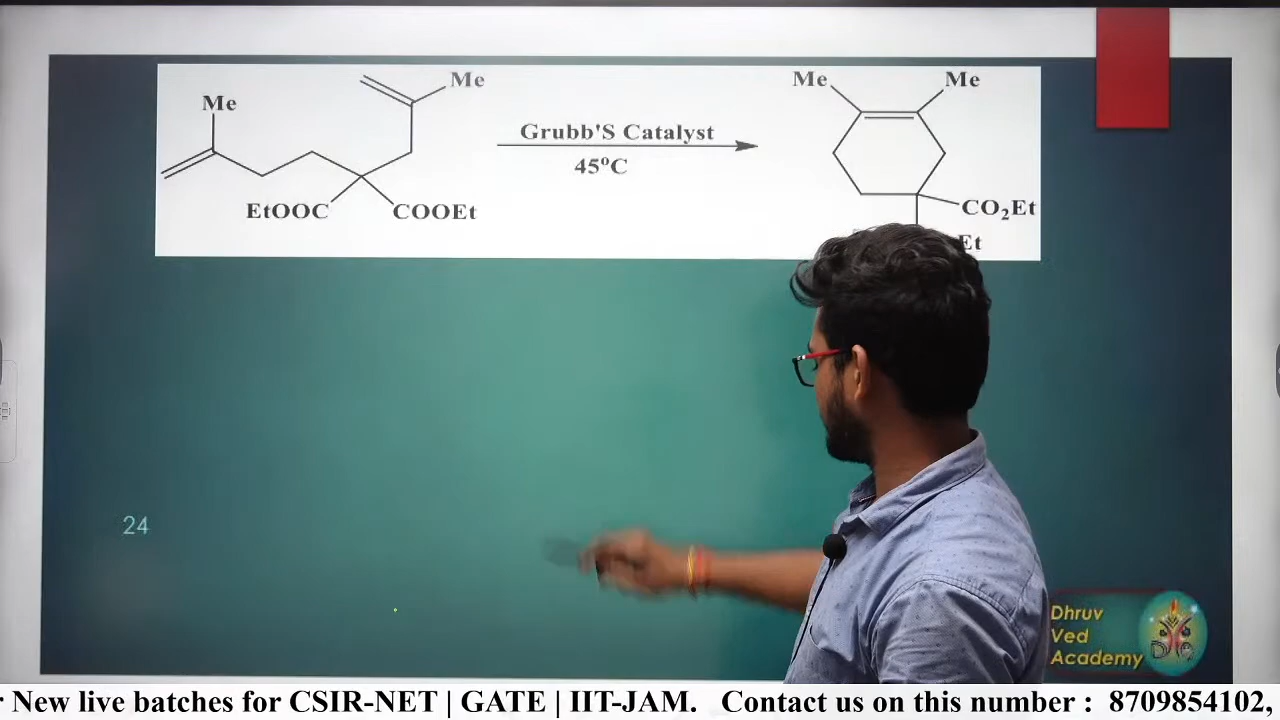 Me
Me
EtOOC
COOEt
Grubb'S Catalyst
45⁰C
Me
Me
CO₂Et
Et
24
Dhruv
Ved
Academy
New live batches for CSIR-NET | GATE | IIT-JAM. Contact us on this number : 8709854102,